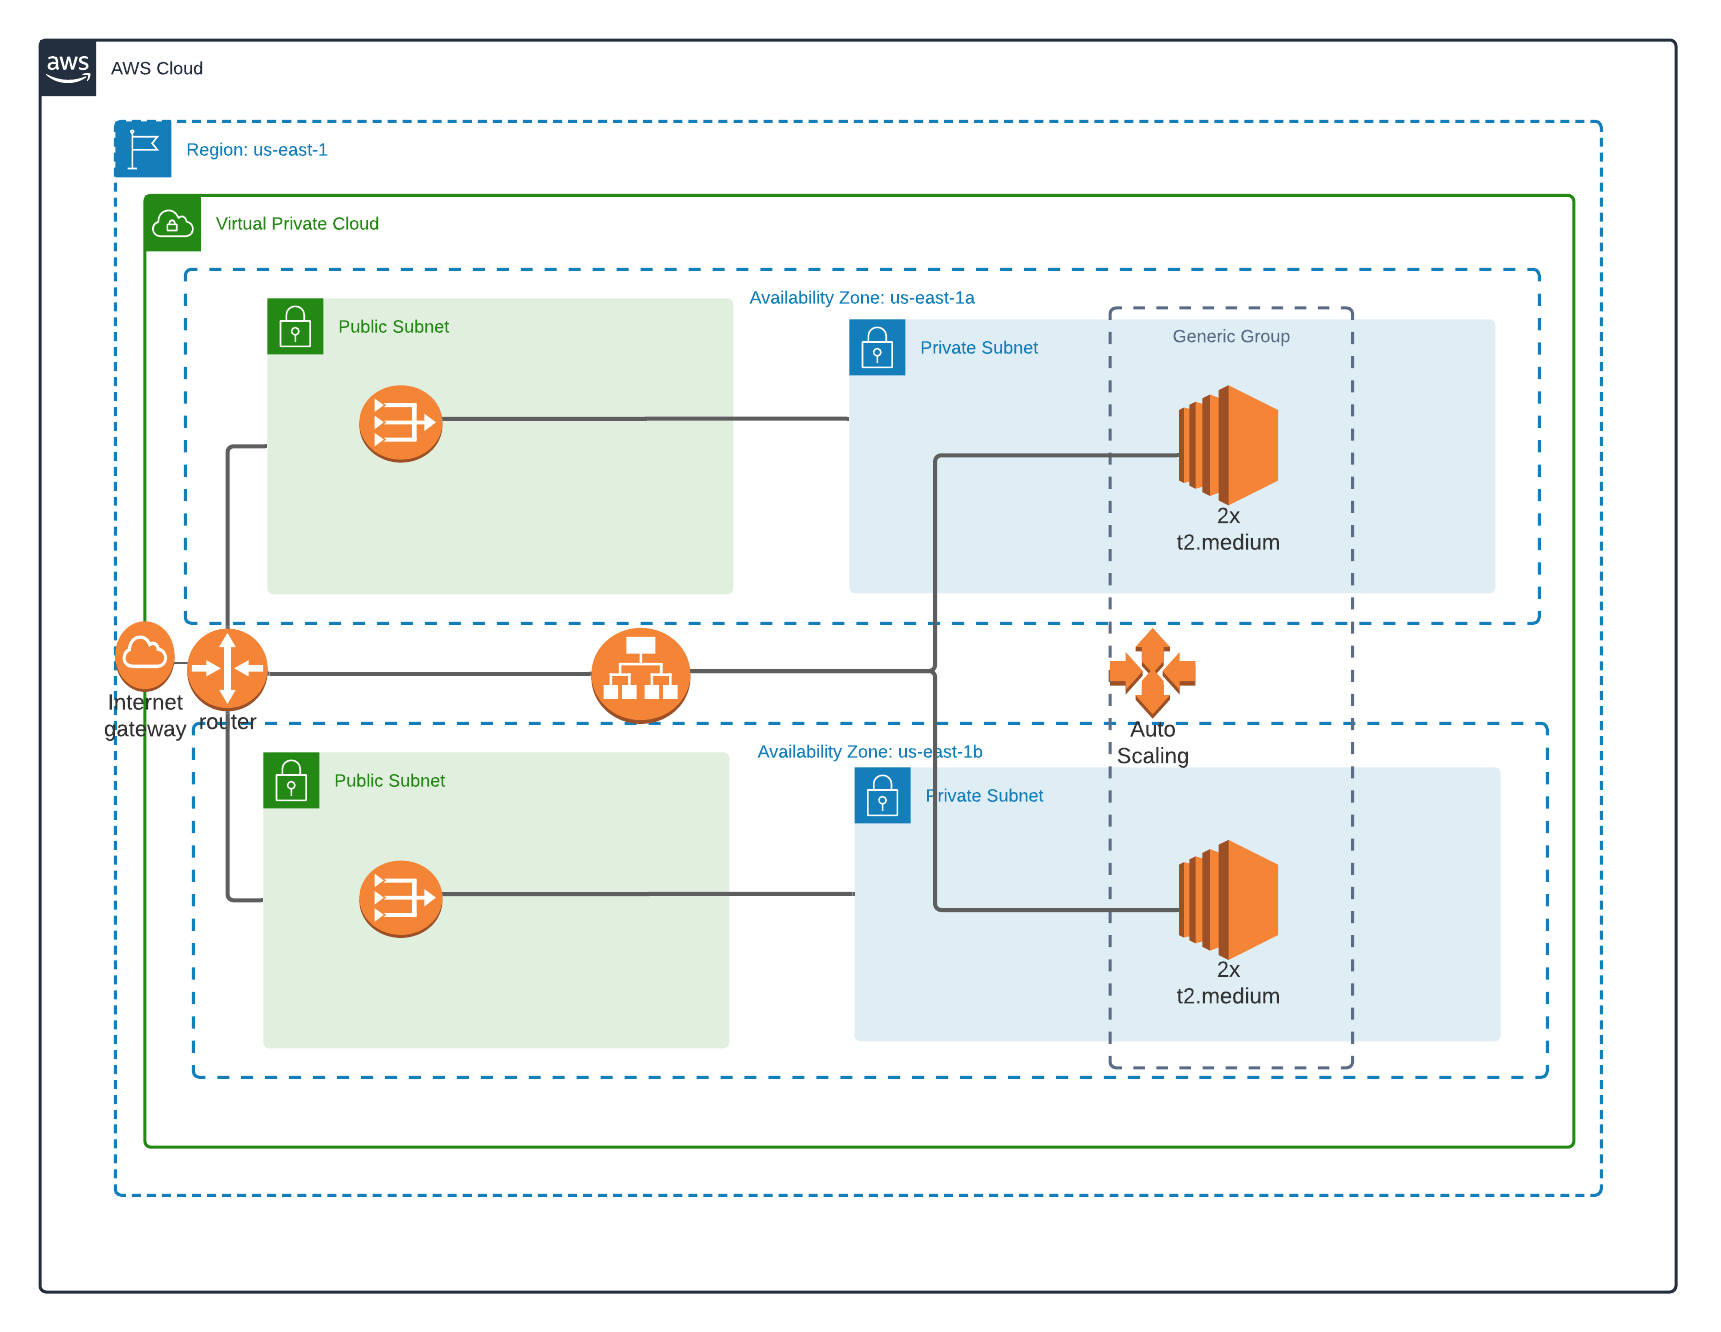 aws
AWS Cloud
Region: us-east-1
Virtual Private Cloud
Availability Zone: us-east-1a
Public Subnet
Private Subnet
Generic Group
2x
t2.medium
Internet
gateway
router
Auto
Scaling
Availability Zone: us-east-1b
Public Subnet
Private Subnet
2x
t2.medium